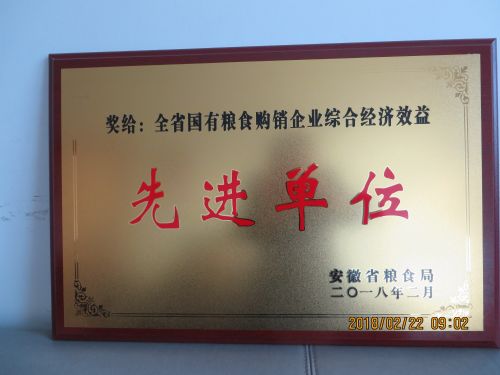 奖给：全省国有粮食购销企业综合经济效益
先进单位
安徽省粮食局
二〇一八年二月
2018/02/22 09:02